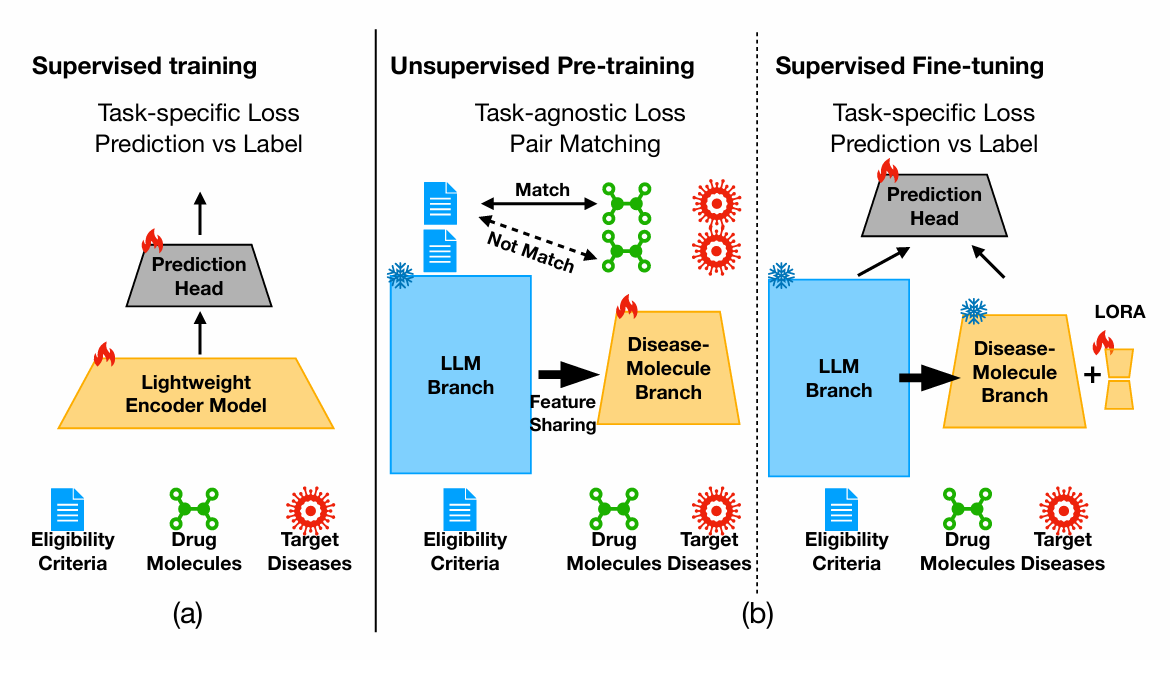 Supervised training
Task-specific Loss
Prediction vs Label
Prediction
Head
Lightweight
Encoder Model
Eligibility
Criteria
Drug
Molecules
Target
Diseases
(a)
Unsupervised Pre-training
Task-agnostic Loss
Pair Matching
Match
Not Match
LLM
Branch
Feature
Sharing
Disease-
Molecule
Branch
Eligibility
Criteria
Drug
Molecules
Target
Diseases
Supervised Fine-tuning
Task-specific Loss
Prediction vs Label
Prediction
Head
LLM
Branch
Disease-
Molecule
Branch
LORA
+
Eligibility
Criteria
Drug
Molecules
Target
Diseases
(b)